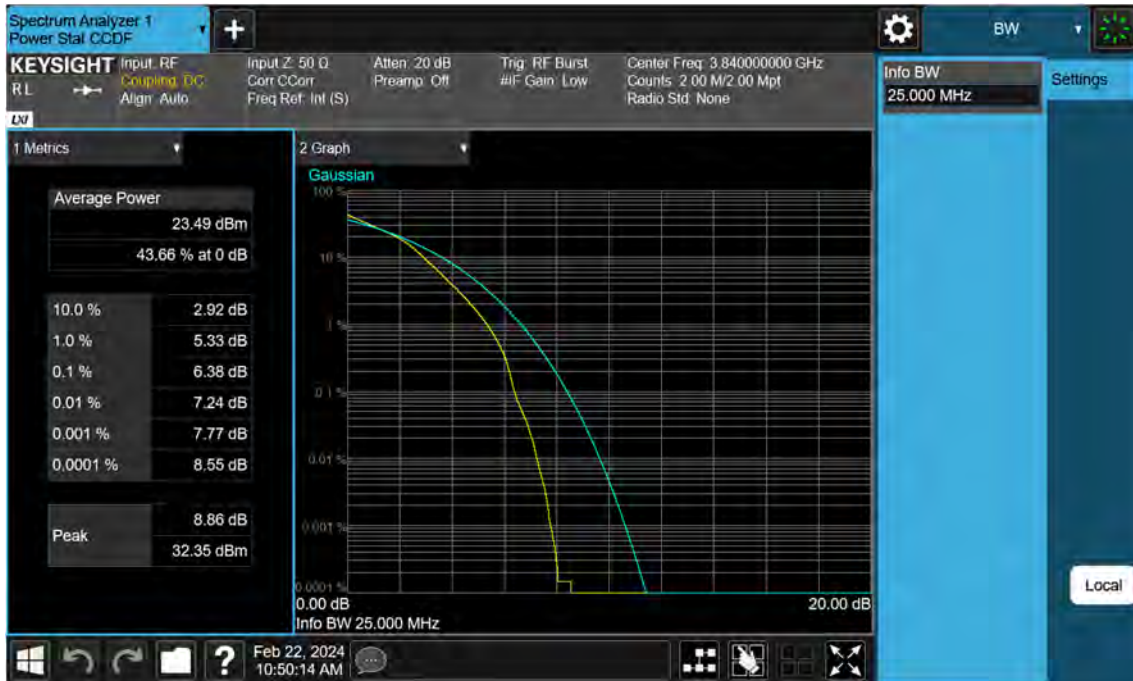 Spectrum Analyzer 1
Power Stat CCDF
BW
KEYSIGHT
RL
LXI
Input: RF
Coupling: DC
Align: Auto
Input Z: 50 Ω
Corr CCorr
Freq Ref: Int (S)
Atten: 20 dB
Preamp: Off
Trig: RF Burst
#IF Gain: Low
Center Freq: 3.840000000 GHz
Counts: 2.00 M/2.00 Mpt
Radio Std: None
Info BW
25.000 MHz
Settings
1 Metrics
Average Power
23.49 dBm
43.66 % at 0 dB
10.0 % 2.92 dB
1.0 % 5.33 dB
0.1 % 6.38 dB
0.01 % 7.24 dB
0.001 % 7.77 dB
0.0001 % 8.55 dB
Peak
8.86 dB
32.35 dBm
2 Graph
Gaussian
100 %
10 %
1 %
0.1 %
0.01 %
0.001 %
0.0001 %
0.00 dB 20.00 dB
Info BW 25.000 MHz
Local
?
Feb 22, 2024
10:50:14 AM